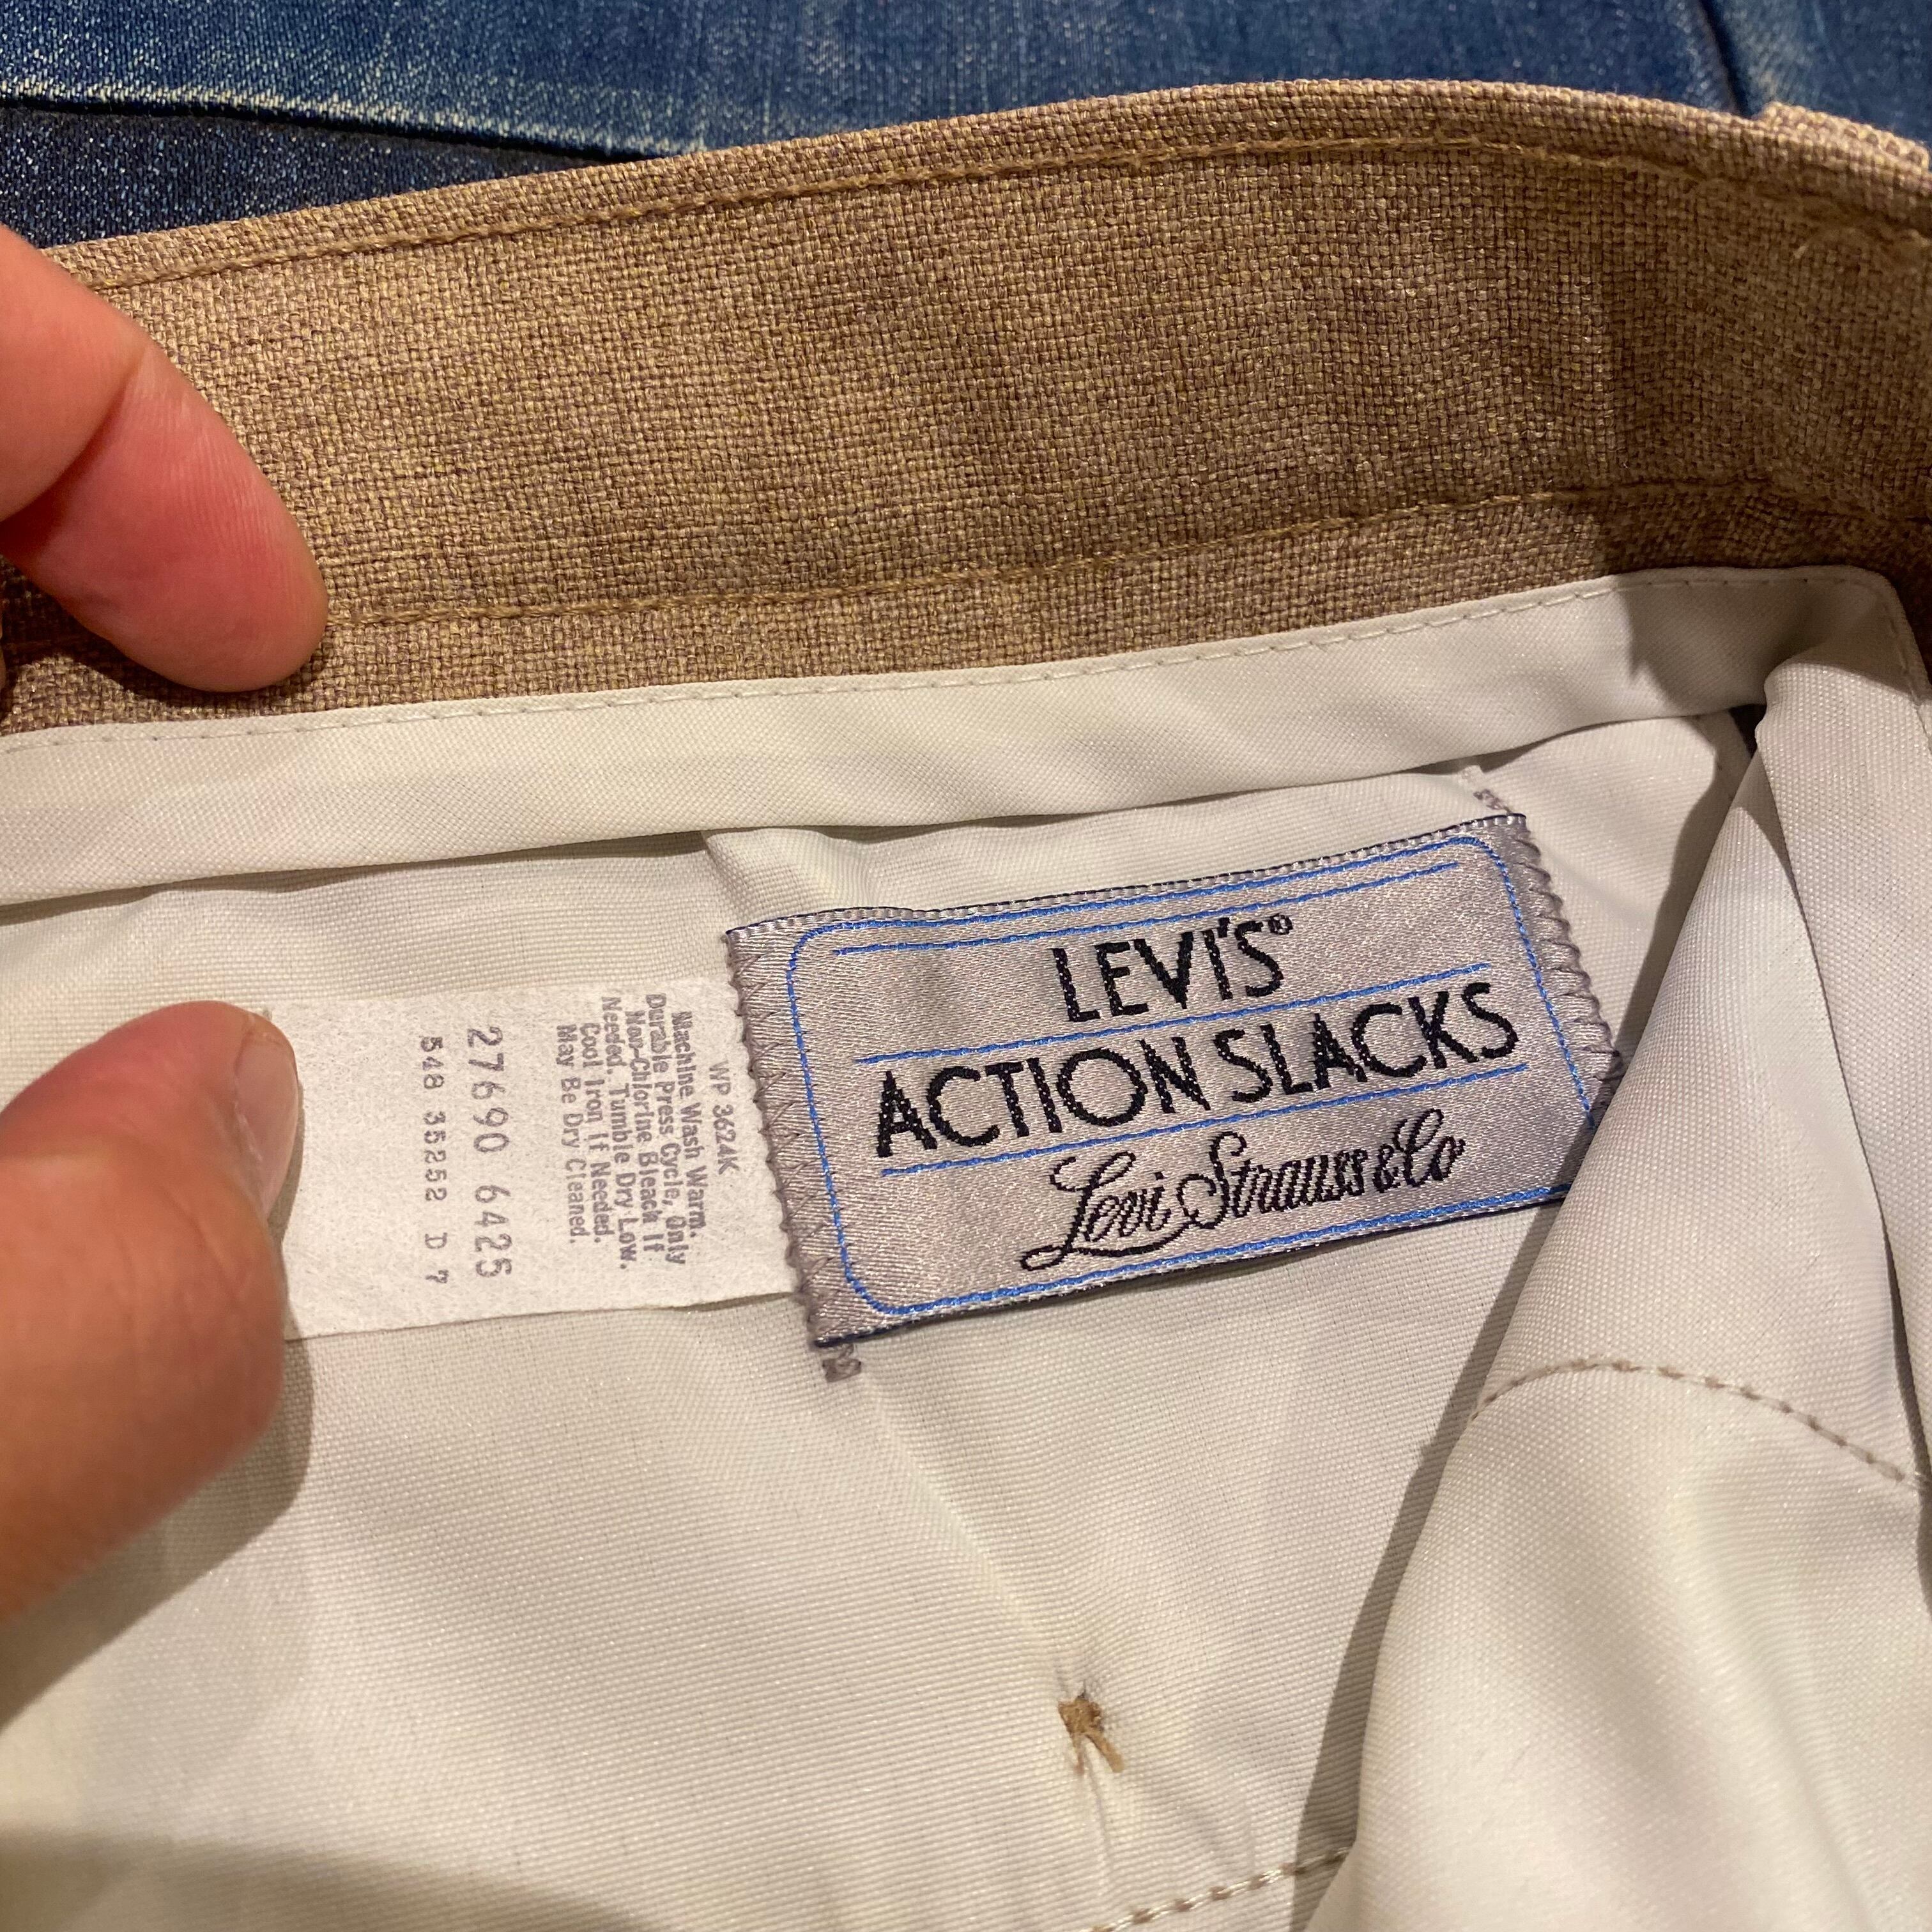 LEVI'S®
ACTION SLACKS
Levi Strauss & Co
WP 3624K
Machine Wash Warm.
Durable Press Cycle, Only
Non-Chlorine Bleach If
Needed. Tumble Dry Low.
Cool Iron If Needed.
May Be Dry Cleaned.
27690 6425
548 35252 D 7